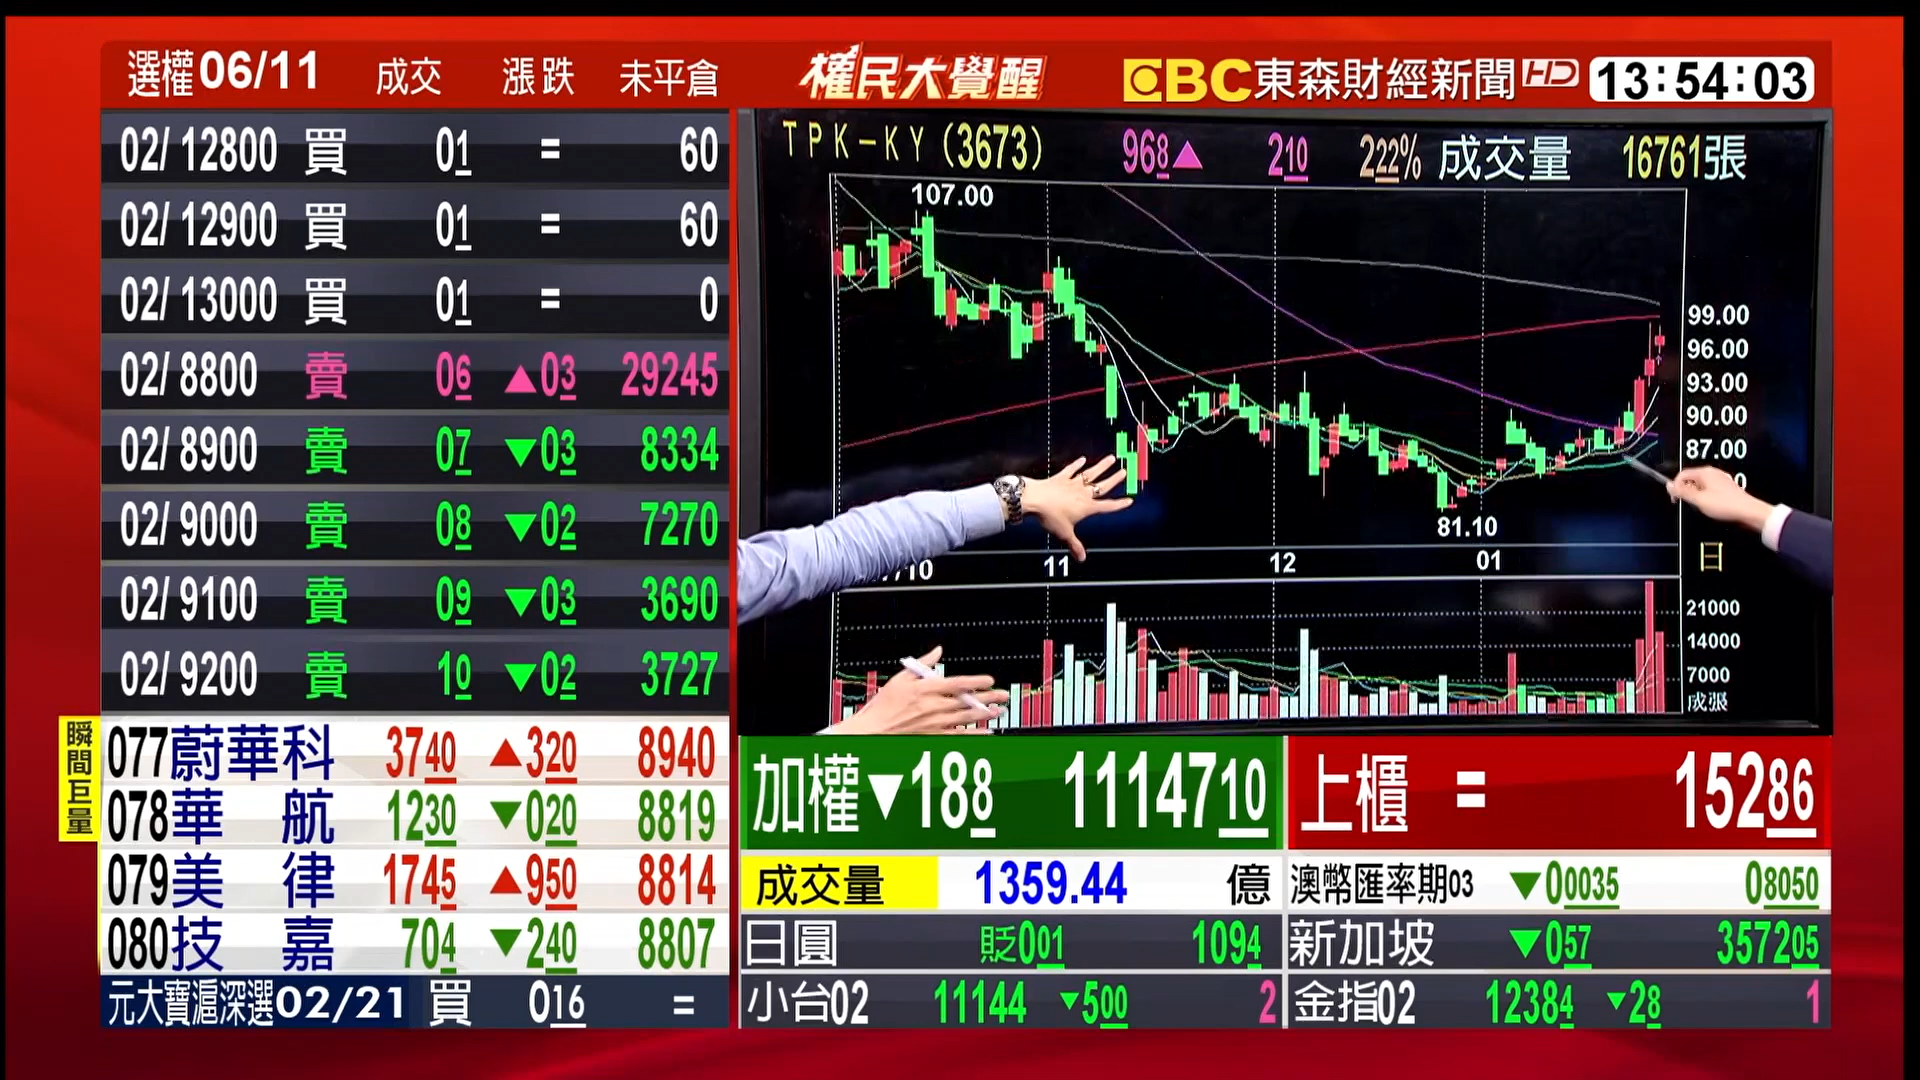 選權06/11 成交 漲跌 未平倉
權民大覺醒
EBC東森財經新聞HD 13:54:03
02/ 12800 買 01 = 60
02/ 12900 買 01 = 60
02/ 13000 買 01 = 0
02/ 8800 賣 06 ▲03 29245
02/ 8900 賣 07 ▼03 8334
02/ 9000 賣 08 ▼02 7270
02/ 9100 賣 09 ▼03 3690
02/ 9200 賣 10 ▼02 3727
瞬間巨量
077蔚華科 3740 ▲320 8940
078華航 1230 ▼020 8819
079美律 1745 ▲950 8814
080技嘉 704 ▼240 8807
元大寶滬深選02/21 買 016 =
TPK-KY(3673) 968▲ 210 222% 成交量 16761張
107.00
99.00
96.00
93.00
90.00
87.00
81.10
/10 11 12 01 日
21000
14000
7000
成張
加權▼188 1114710
上櫃 = 15286
成交量 1359.44 億
澳幣匯率期03 ▼00035 08050
日圓 貶001 1094
新加坡 ▼057 357205
小台02 11144 ▼500 2
金指02 12384 ▼28 1